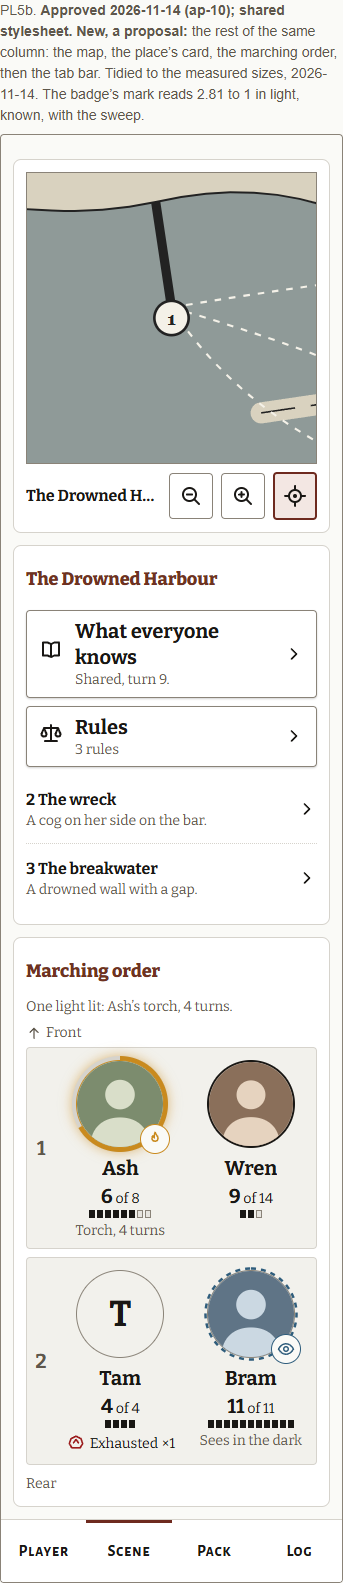 PL5b. Approved 2026-11-14 (ap-10); shared
stylesheet. New, a proposal: the rest of the same
column: the map, the place's card, the marching order,
then the tab bar. Tidied to the measured sizes, 2026-
11-14. The badge's mark reads 2.81 to 1 in light,
known, with the sweep.
1
The Drowned H...
The Drowned Harbour
What everyone
knows
Shared, turn 9.
Rules
3 rules
2 The wreck
A cog on her side on the bar.
3 The breakwater
A drowned wall with a gap.
Marching order
One light lit: Ash's torch, 4 turns.
↑ Front
1
Ash
6 of 8
Torch, 4 turns
Wren
9 of 14
2
T
Tam
4 of 4
Exhausted ×1
Bram
11 of 11
Sees in the dark
Rear
Player Scene Pack Log